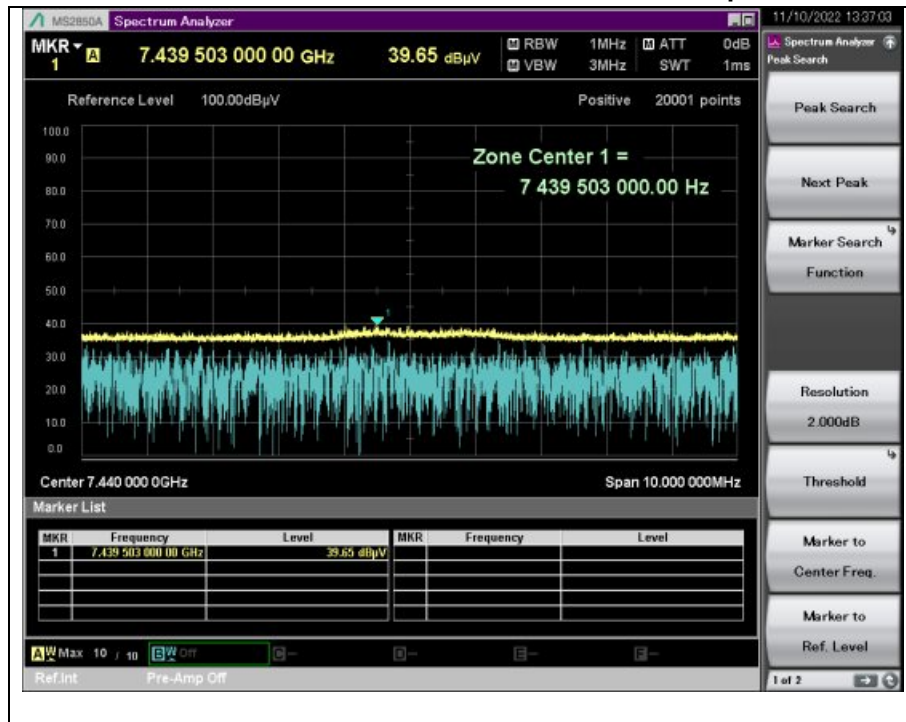 MS2850A Spectrum Analyzer
11/10/2022 13:37:03
MKR 1 A 7.439 503 000 00 GHz 39.65 dBµV
M RBW 1MHz M ATT 0dB
M VBW 3MHz SWT 1ms
Reference Level 100.00dBµV Positive 20001 points
Zone Center 1 =
7 439 503 000.00 Hz
100.0
90.0
80.0
70.0
60.0
50.0
40.0
30.0
20.0
10.0
0.0
1
Center 7.440 000 0GHz Span 10.000 000MHz
Marker List
MKR Frequency Level MKR Frequency Level
1 7.439 503 000 00 GHz 39.65 dBµV
A W Max 10 / 10 B W Off C -- D -- E -- F --
Ref.Int Pre-Amp Off
Spectrum Analyzer
Peak Search
Peak Search
Next Peak
Marker Search
Function
Resolution
2.000dB
Threshold
Marker to
Center Freq.
Marker to
Ref. Level
1 of 2